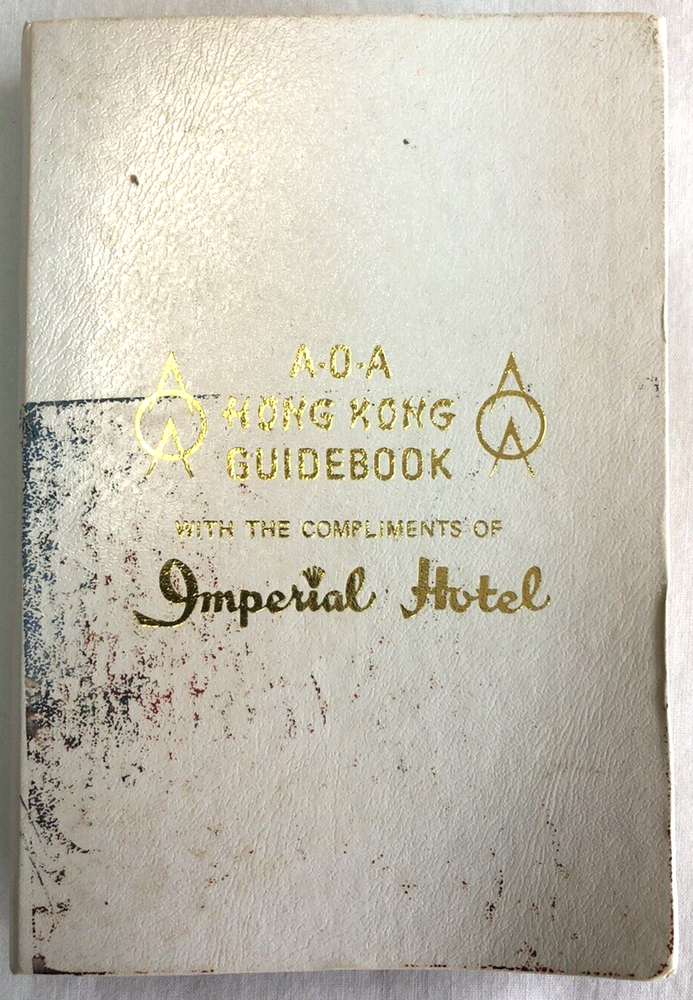 A·O·A
HONG KONG
GUIDEBOOK
WITH THE COMPLIMENTS OF
Imperial Hotel